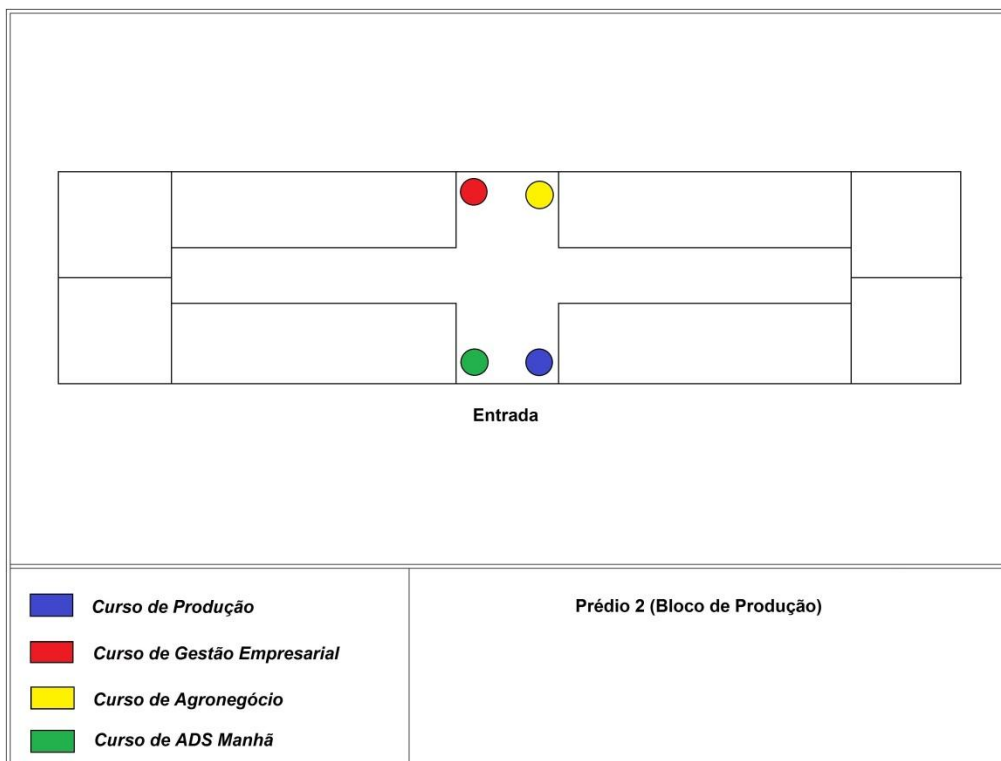 Entrada
Curso de Produção
Curso de Gestão Empresarial
Curso de Agronegócio
Curso de ADS Manhã
Prédio 2 (Bloco de Produção)